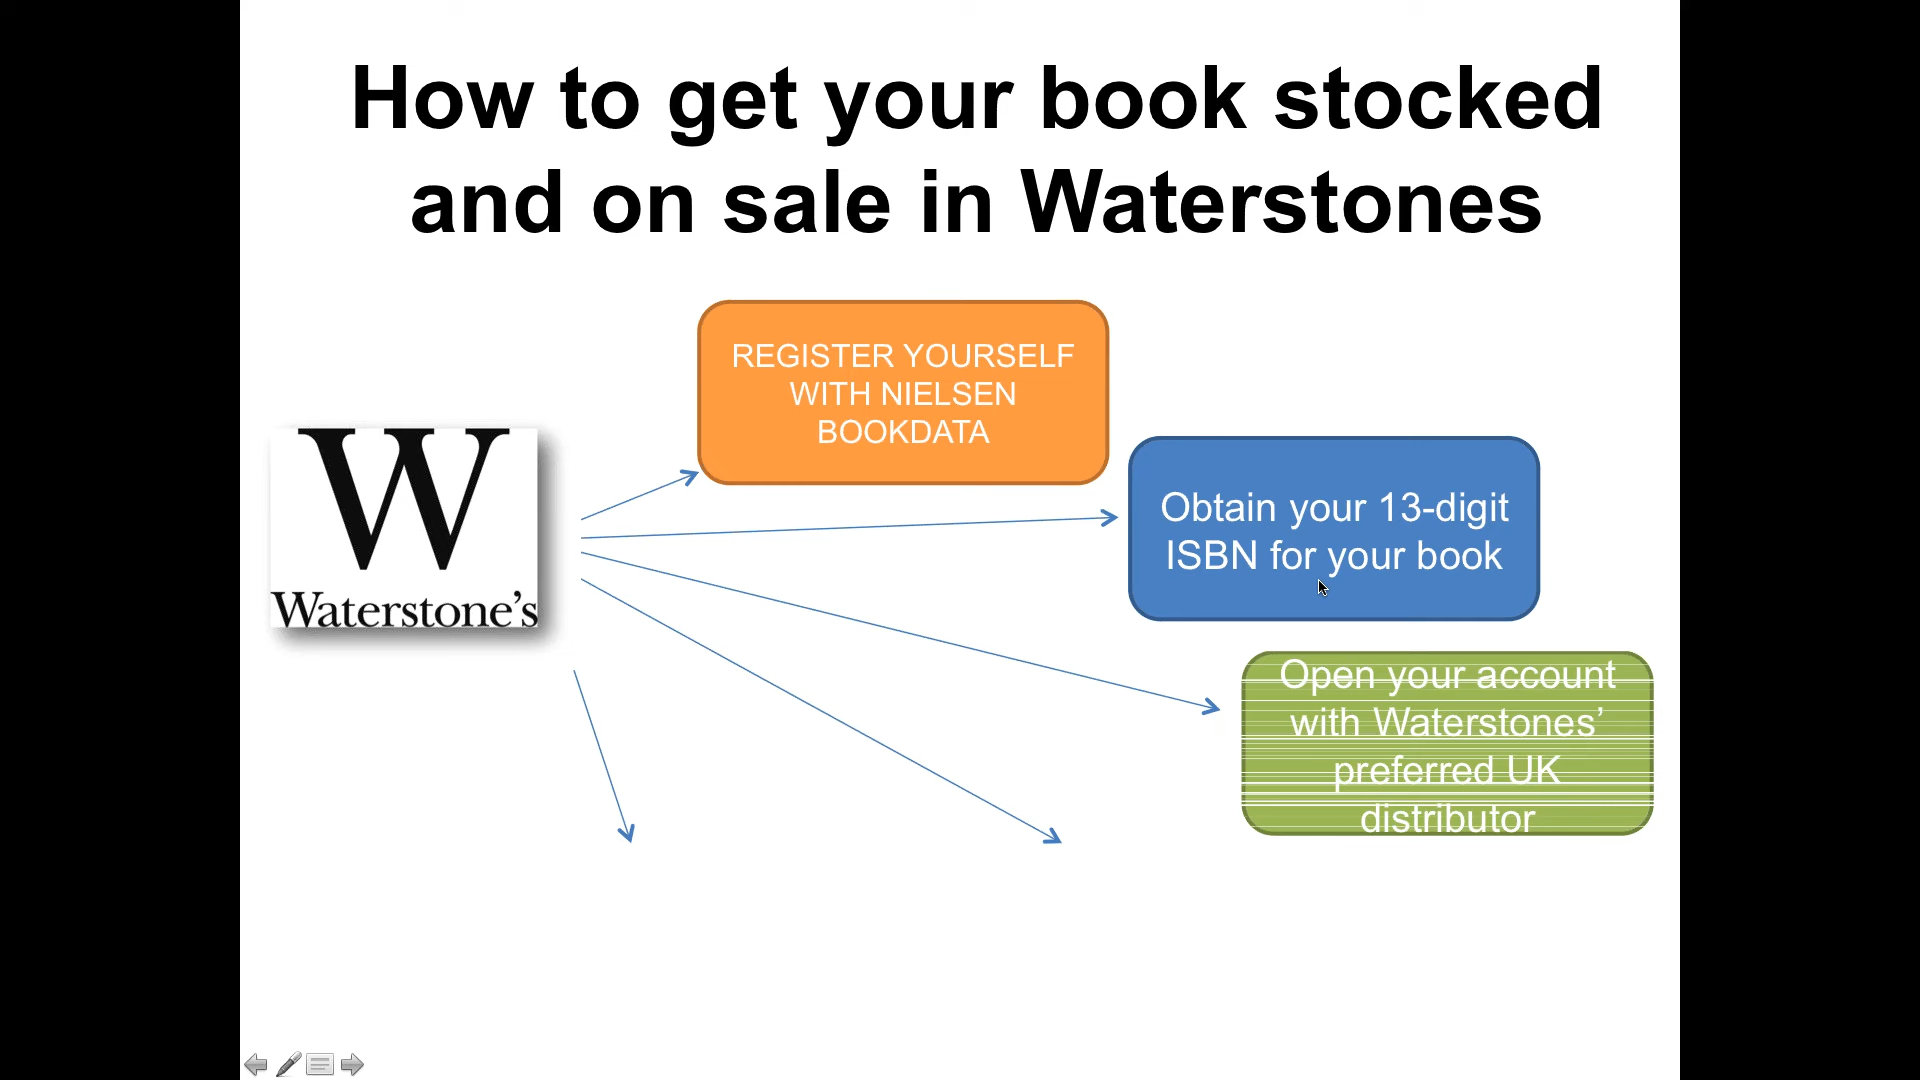 How to get your book stocked
and on sale in Waterstones
REGISTER YOURSELF
WITH NIELSEN
BOOKDATA
W
Waterstone's
Obtain your 13-digit
ISBN for your book
Open your account
with Waterstones’
preferred UK
distributor